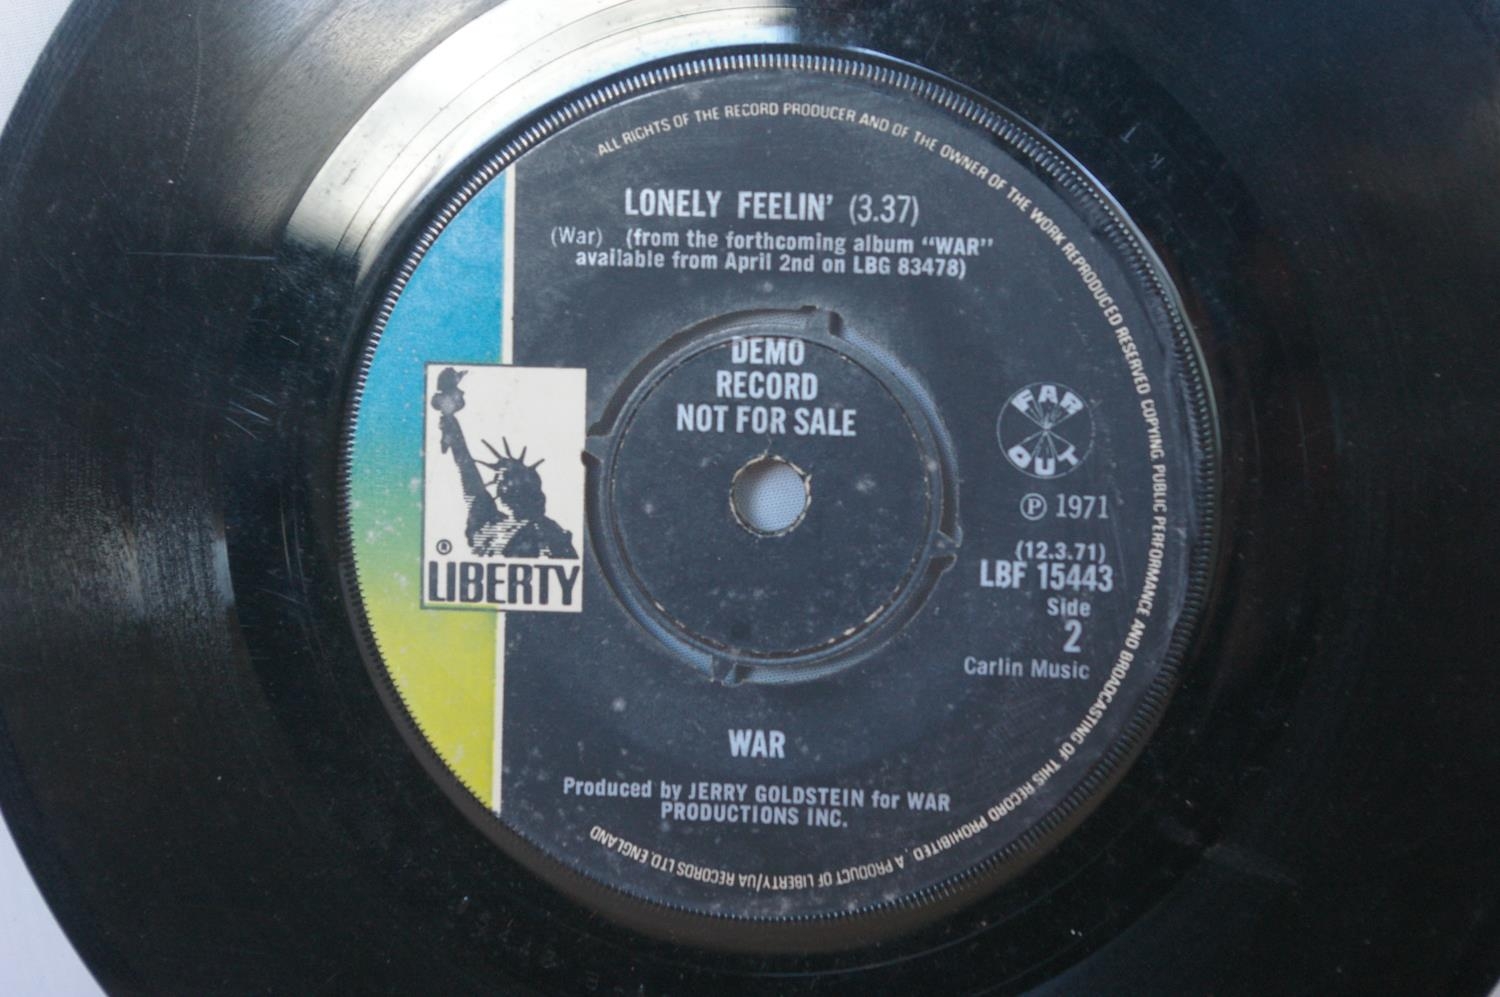 ALL RIGHTS OF THE RECORD PRODUCER AND OF THE OWNER OF THE WORK REPRODUCED RESERVED COPYING PUBLIC PERFORMANCE AND BROADCASTING OF THIS RECORD PROHIBITED. A PRODUCT OF LIBERTY/UA RECORDS LTD. ENGLAND
LONELY FEELIN' (3.37)
(War) (from the forthcoming album "WAR"
available from April 2nd on LBG 83478)
DEMO
RECORD
NOT FOR SALE
FAR
OUT
® LIBERTY
Ⓟ 1971
(12.3.71)
LBF 15443
Side
2
Carlin Music
WAR
Produced by JERRY GOLDSTEIN for WAR
PRODUCTIONS INC.